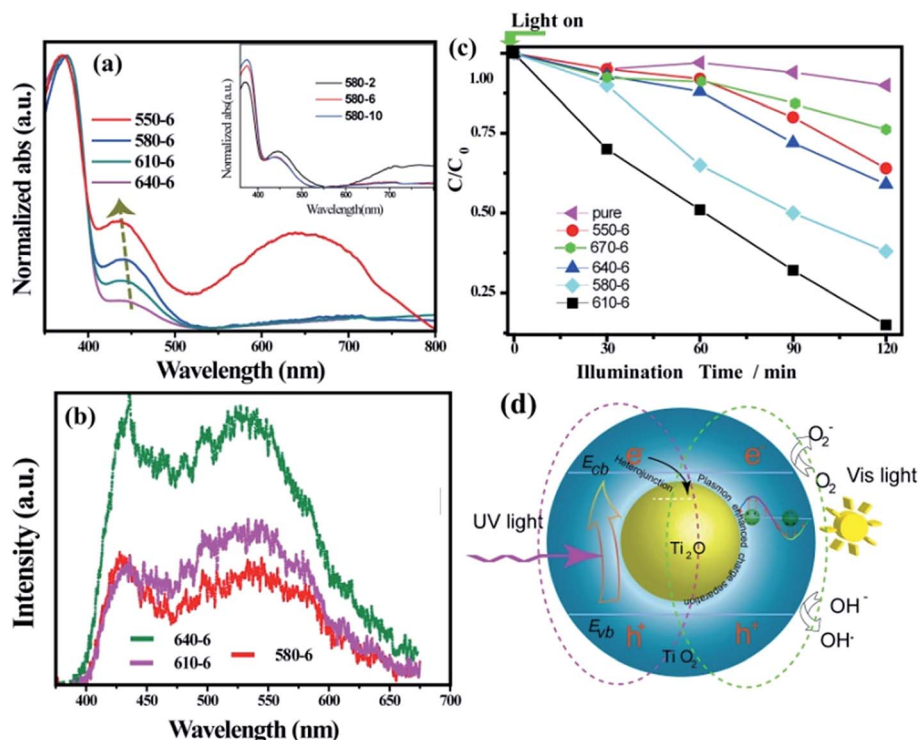 Light on
(a)
550-6
580-6
610-6
640-6
Normalized abs (a.u.)
400 500 600 700 800
Wavelength (nm)
Normalized abs(a.u.)
580-2
580-6
580-10
400 500 600 700
Wavelength(nm)
(c)
C/C0
1.00
0.75
0.50
0.25
pure
550-6
670-6
640-6
580-6
610-6
0 30 60 90 120
Illumination Time / min
(b)
Intensity (a.u.)
640-6
610-6
580-6
400 450 500 550 600 650 700
Wavelength (nm)
(d)
UV light
Vis light
Ecb
e-
e-
Heterojunction
Plasmon enhanced charge separation
Ti2O
Evb
h+
h+
TiO2
O2-
O2
OH-
OH·